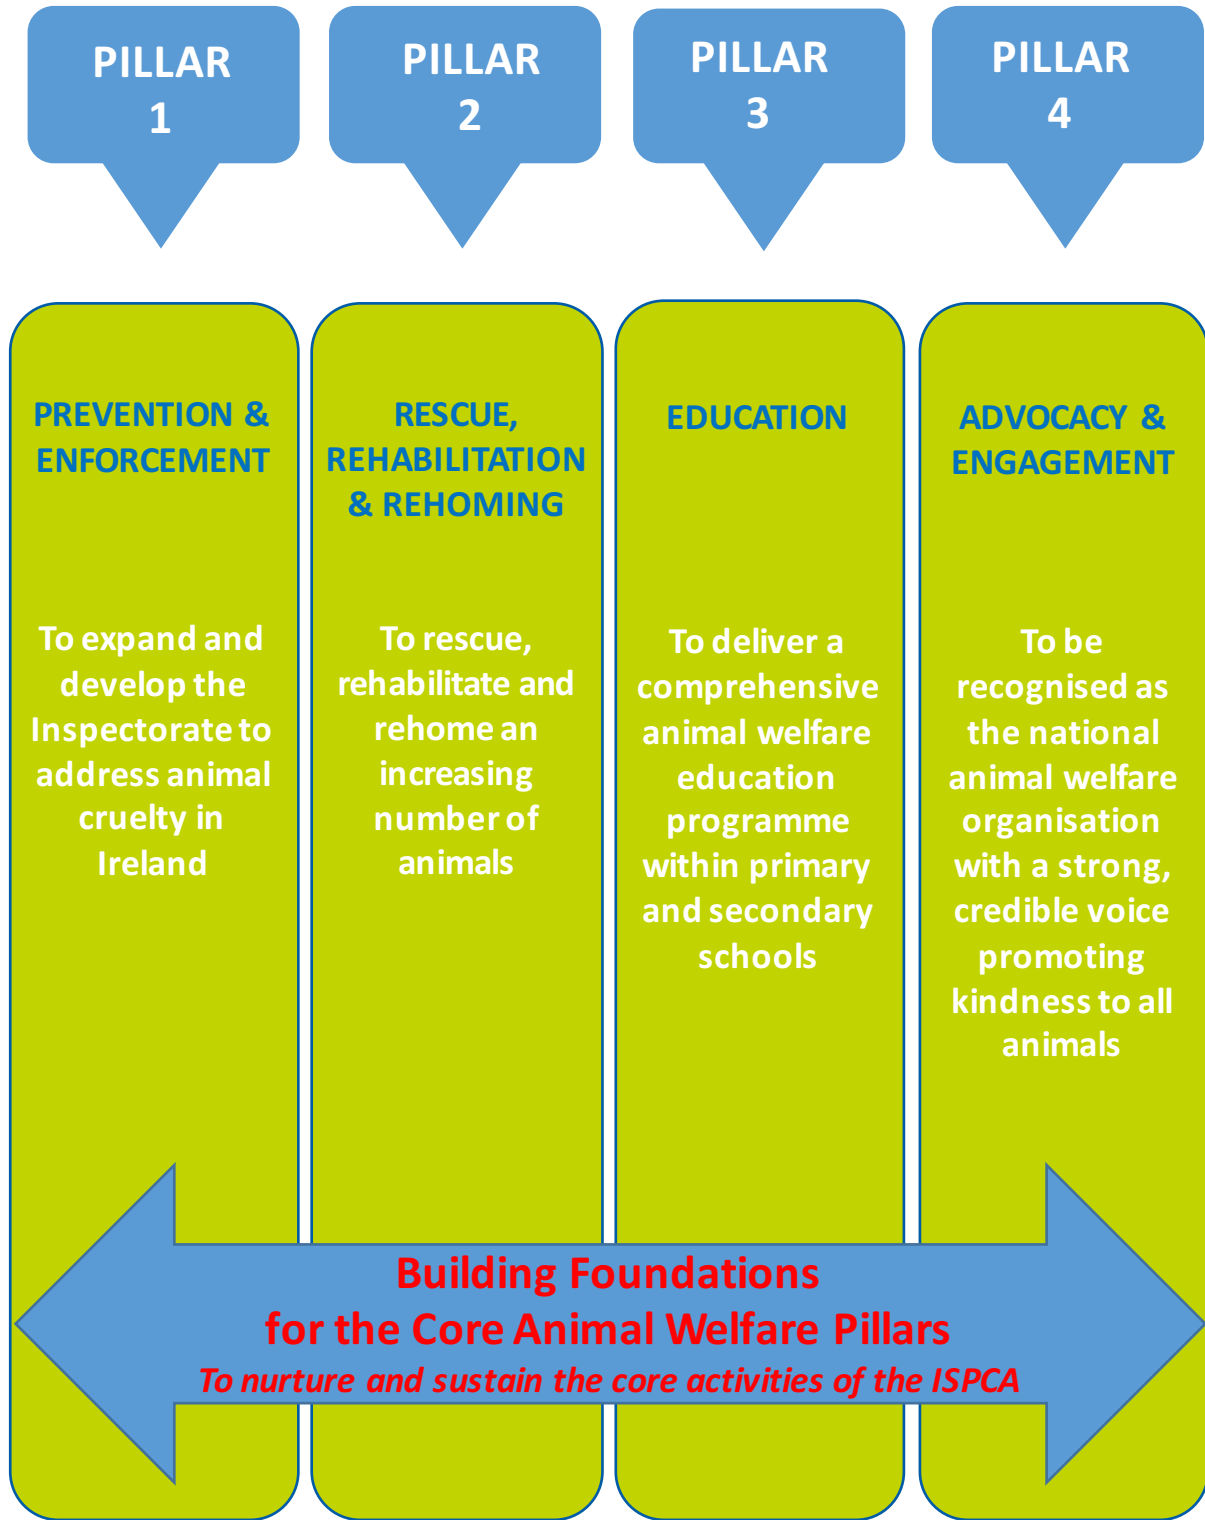 PILLAR
1
PILLAR
2
PILLAR
3
PILLAR
4
PREVENTION &
ENFORCEMENT
To expand and
develop the
Inspectorate to
address animal
cruelty in
Ireland
RESCUE,
REHABILITATION
& REHOMING
To rescue,
rehabilitate and
rehome an
increasing
number of
animals
EDUCATION
To deliver a
comprehensive
animal welfare
education
programme
within primary
and secondary
schools
ADVOCACY &
ENGAGEMENT
To be
recognised as
the national
animal welfare
organisation
with a strong,
credible voice
promoting
kindness to all
animals
Building Foundations
for the Core Animal Welfare Pillars
To nurture and sustain the core activities of the ISPCA